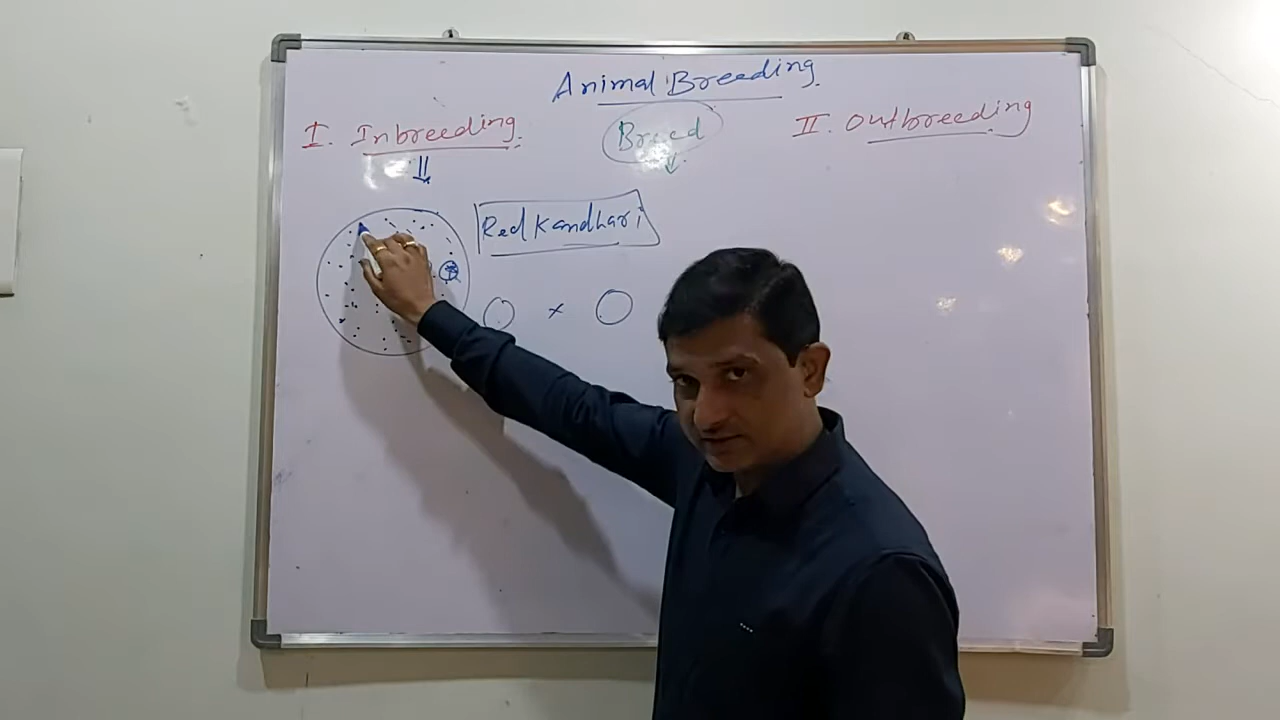 Animal Breeding.
I. Inbreeding.
Breed
II. Outbreeding
Red Kandhari
×